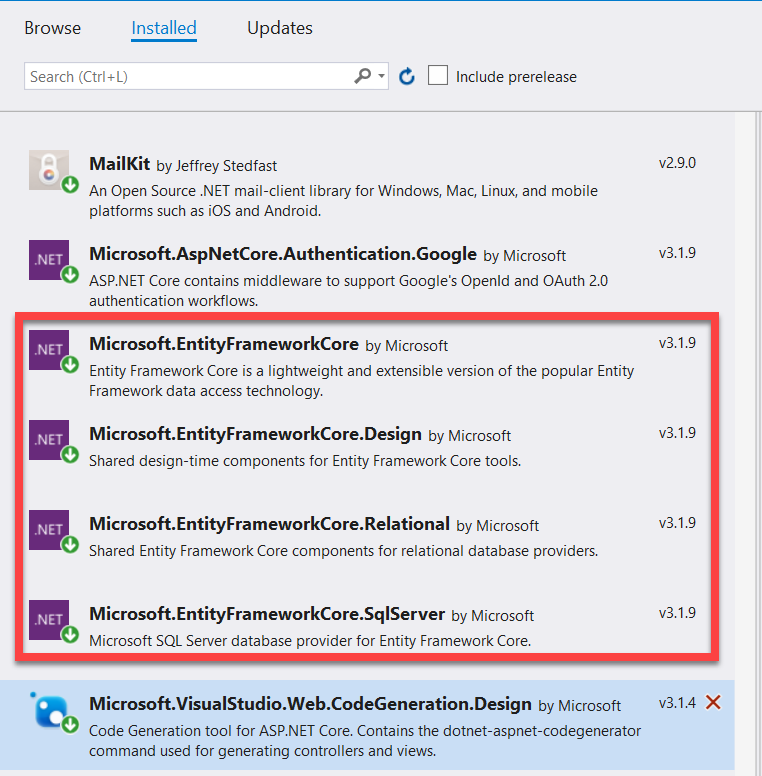 Browse Installed Updates
Search (Ctrl+L) Include prerelease
MailKit by Jeffrey Stedfast v2.9.0
An Open Source .NET mail-client library for Windows, Mac, Linux, and mobile
platforms such as iOS and Android.
.NET Microsoft.AspNetCore.Authentication.Google by Microsoft v3.1.9
ASP.NET Core contains middleware to support Google's OpenId and OAuth 2.0
authentication workflows.
.NET Microsoft.EntityFrameworkCore by Microsoft v3.1.9
Entity Framework Core is a lightweight and extensible version of the popular Entity
Framework data access technology.
.NET Microsoft.EntityFrameworkCore.Design by Microsoft v3.1.9
Shared design-time components for Entity Framework Core tools.
.NET Microsoft.EntityFrameworkCore.Relational by Microsoft v3.1.9
Shared Entity Framework Core components for relational database providers.
.NET Microsoft.EntityFrameworkCore.SqlServer by Microsoft v3.1.9
Microsoft SQL Server database provider for Entity Framework Core.
Microsoft.VisualStudio.Web.CodeGeneration.Design by Microsoft v3.1.4
Code Generation tool for ASP.NET Core. Contains the dotnet-aspnet-codegenerator
command used for generating controllers and views.